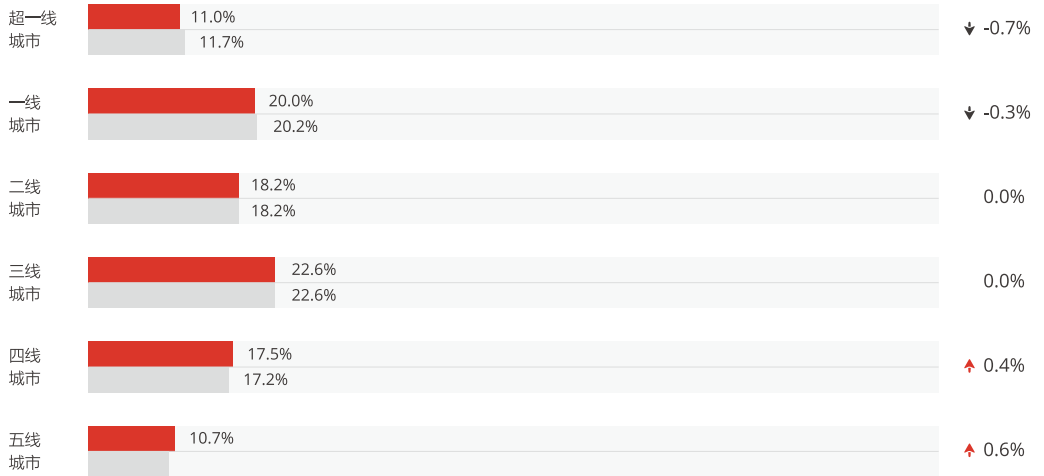 超一线
城市
11.0%
11.7%
-0.7%
一线
城市
20.0%
20.2%
-0.3%
二线
城市
18.2%
18.2%
0.0%
三线
城市
22.6%
22.6%
0.0%
四线
城市
17.5%
17.2%
0.4%
五线
城市
10.7%
0.6%